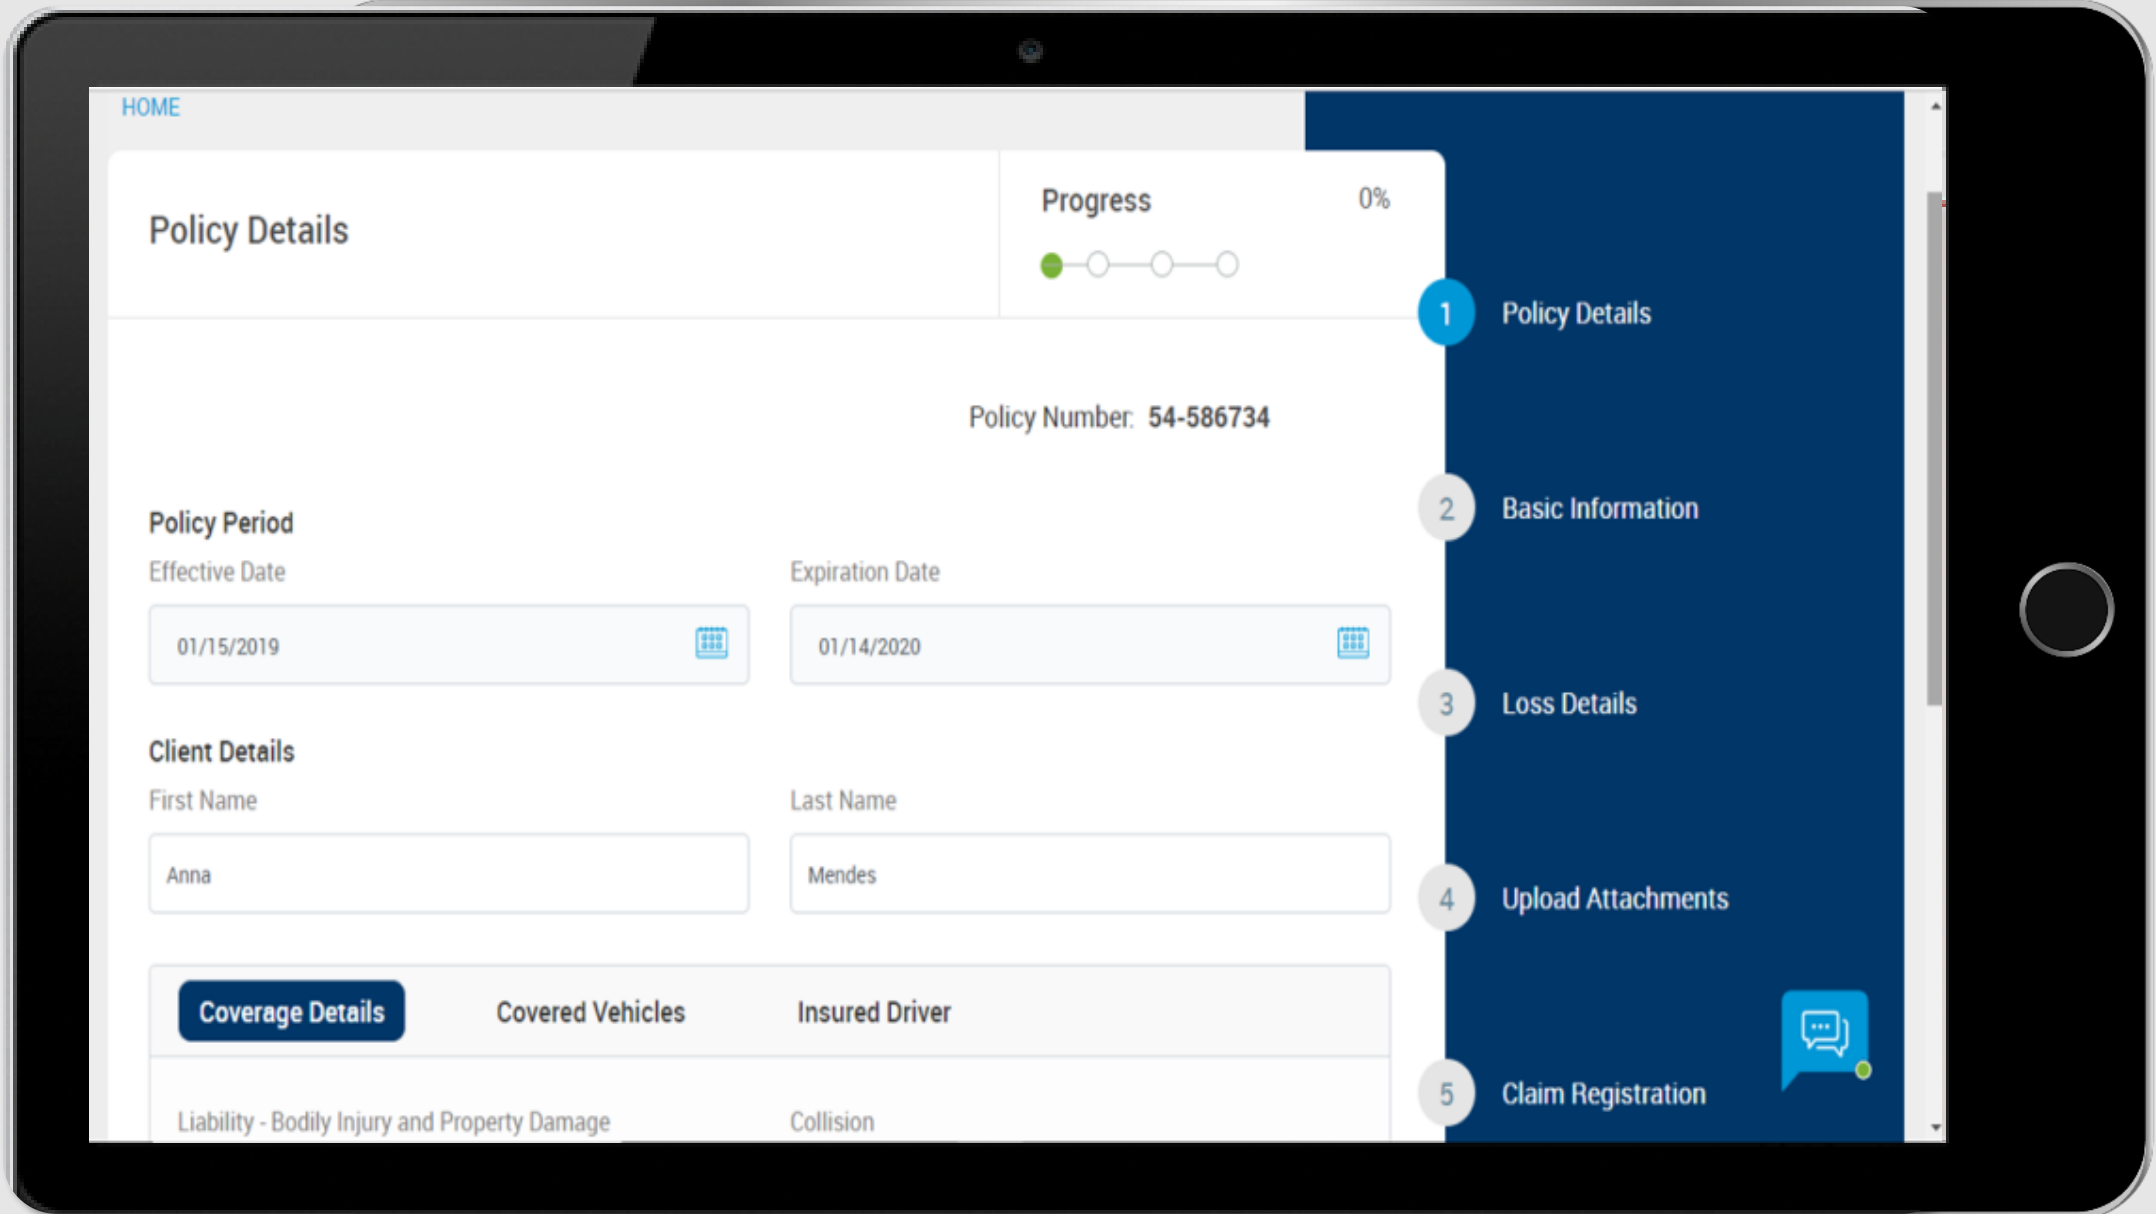 HOME
Policy Details
Progress 0%
Policy Number: 54-586734
Policy Period
Effective Date Expiration Date
01/15/2019 01/14/2020
Client Details
First Name Last Name
Anna Mendes
Coverage Details Covered Vehicles Insured Driver
Liability - Bodily Injury and Property Damage Collision
1 Policy Details
2 Basic Information
3 Loss Details
4 Upload Attachments
5 Claim Registration